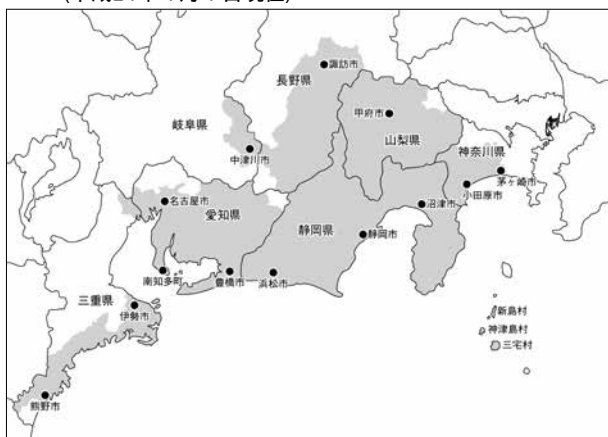 諏訪市
長野県
甲府市
岐阜県
山梨県
神奈川県
中津川市
茅ヶ崎市
小田原市
名古屋市
沼津市
愛知県
静岡県
静岡市
南知多町
豊橋市
浜松市
三重県
伊勢市
新島村
神津島村
三宅村
熊野市